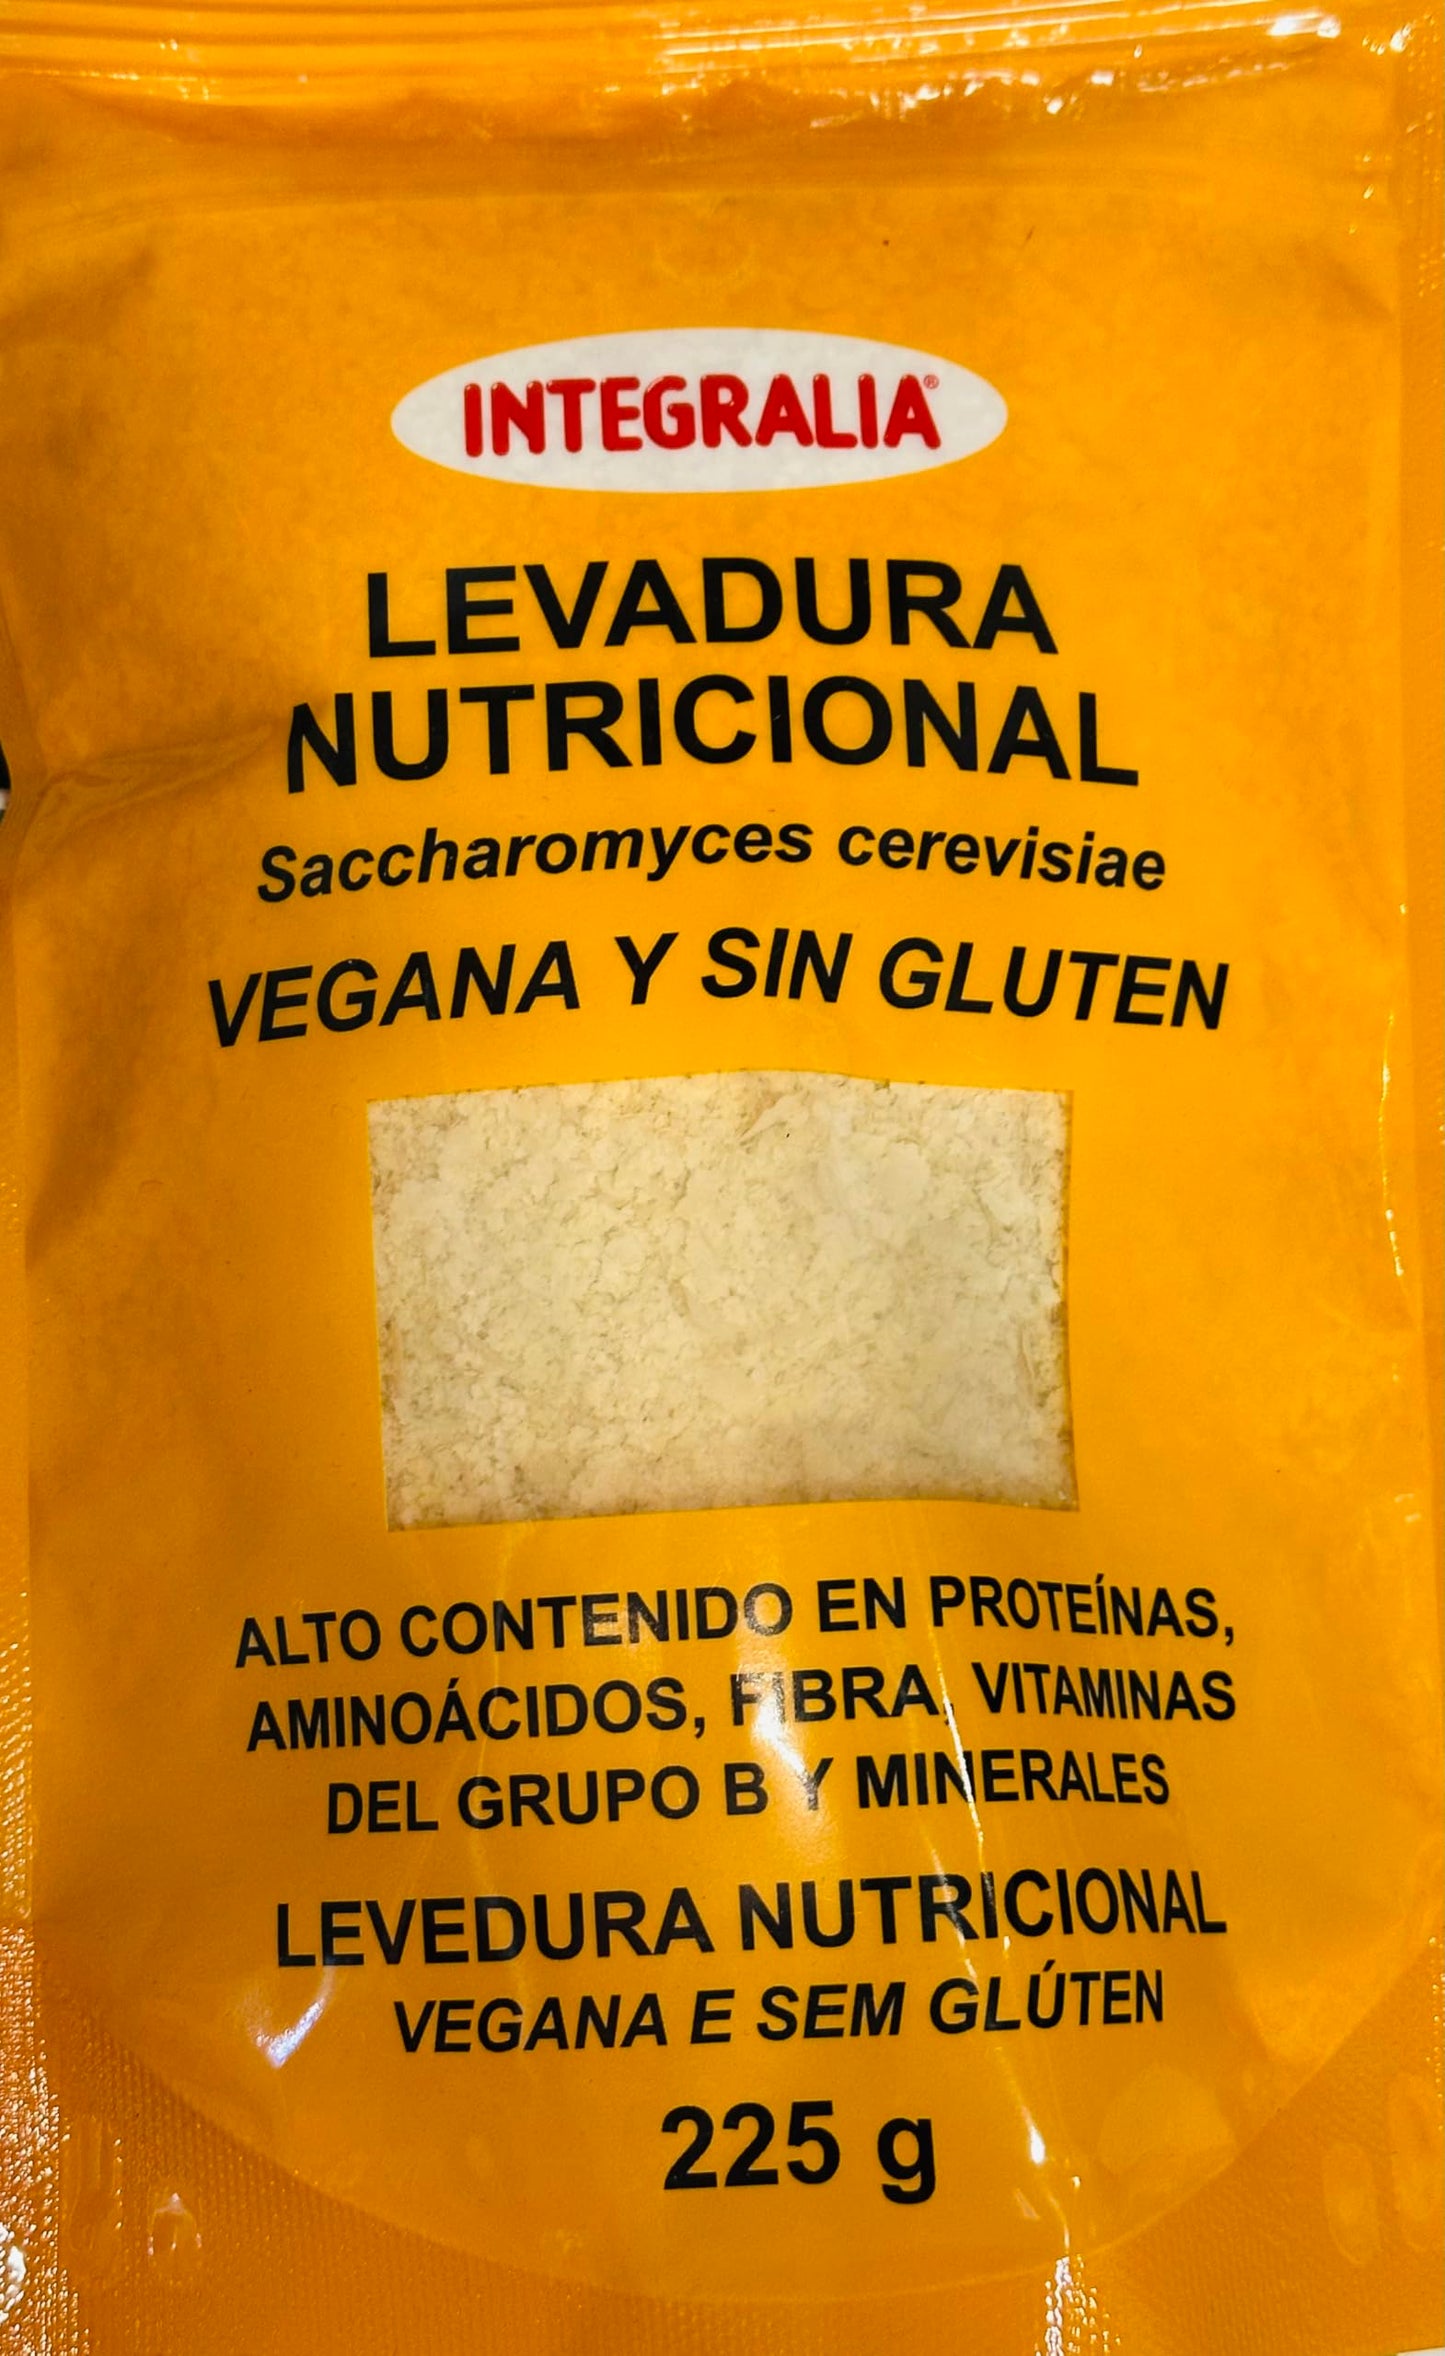 INTEGRALIA®
LEVADURA
NUTRICIONAL
Saccharomyces cerevisiae
VEGANA Y SIN GLUTEN
ALTO CONTENIDO EN PROTEÍNAS,
AMINOÁCIDOS, FIBRA, VITAMINAS
DEL GRUPO B Y MINERALES
LEVEDURA NUTRICIONAL
VEGANA E SEM GLÚTEN
225 g